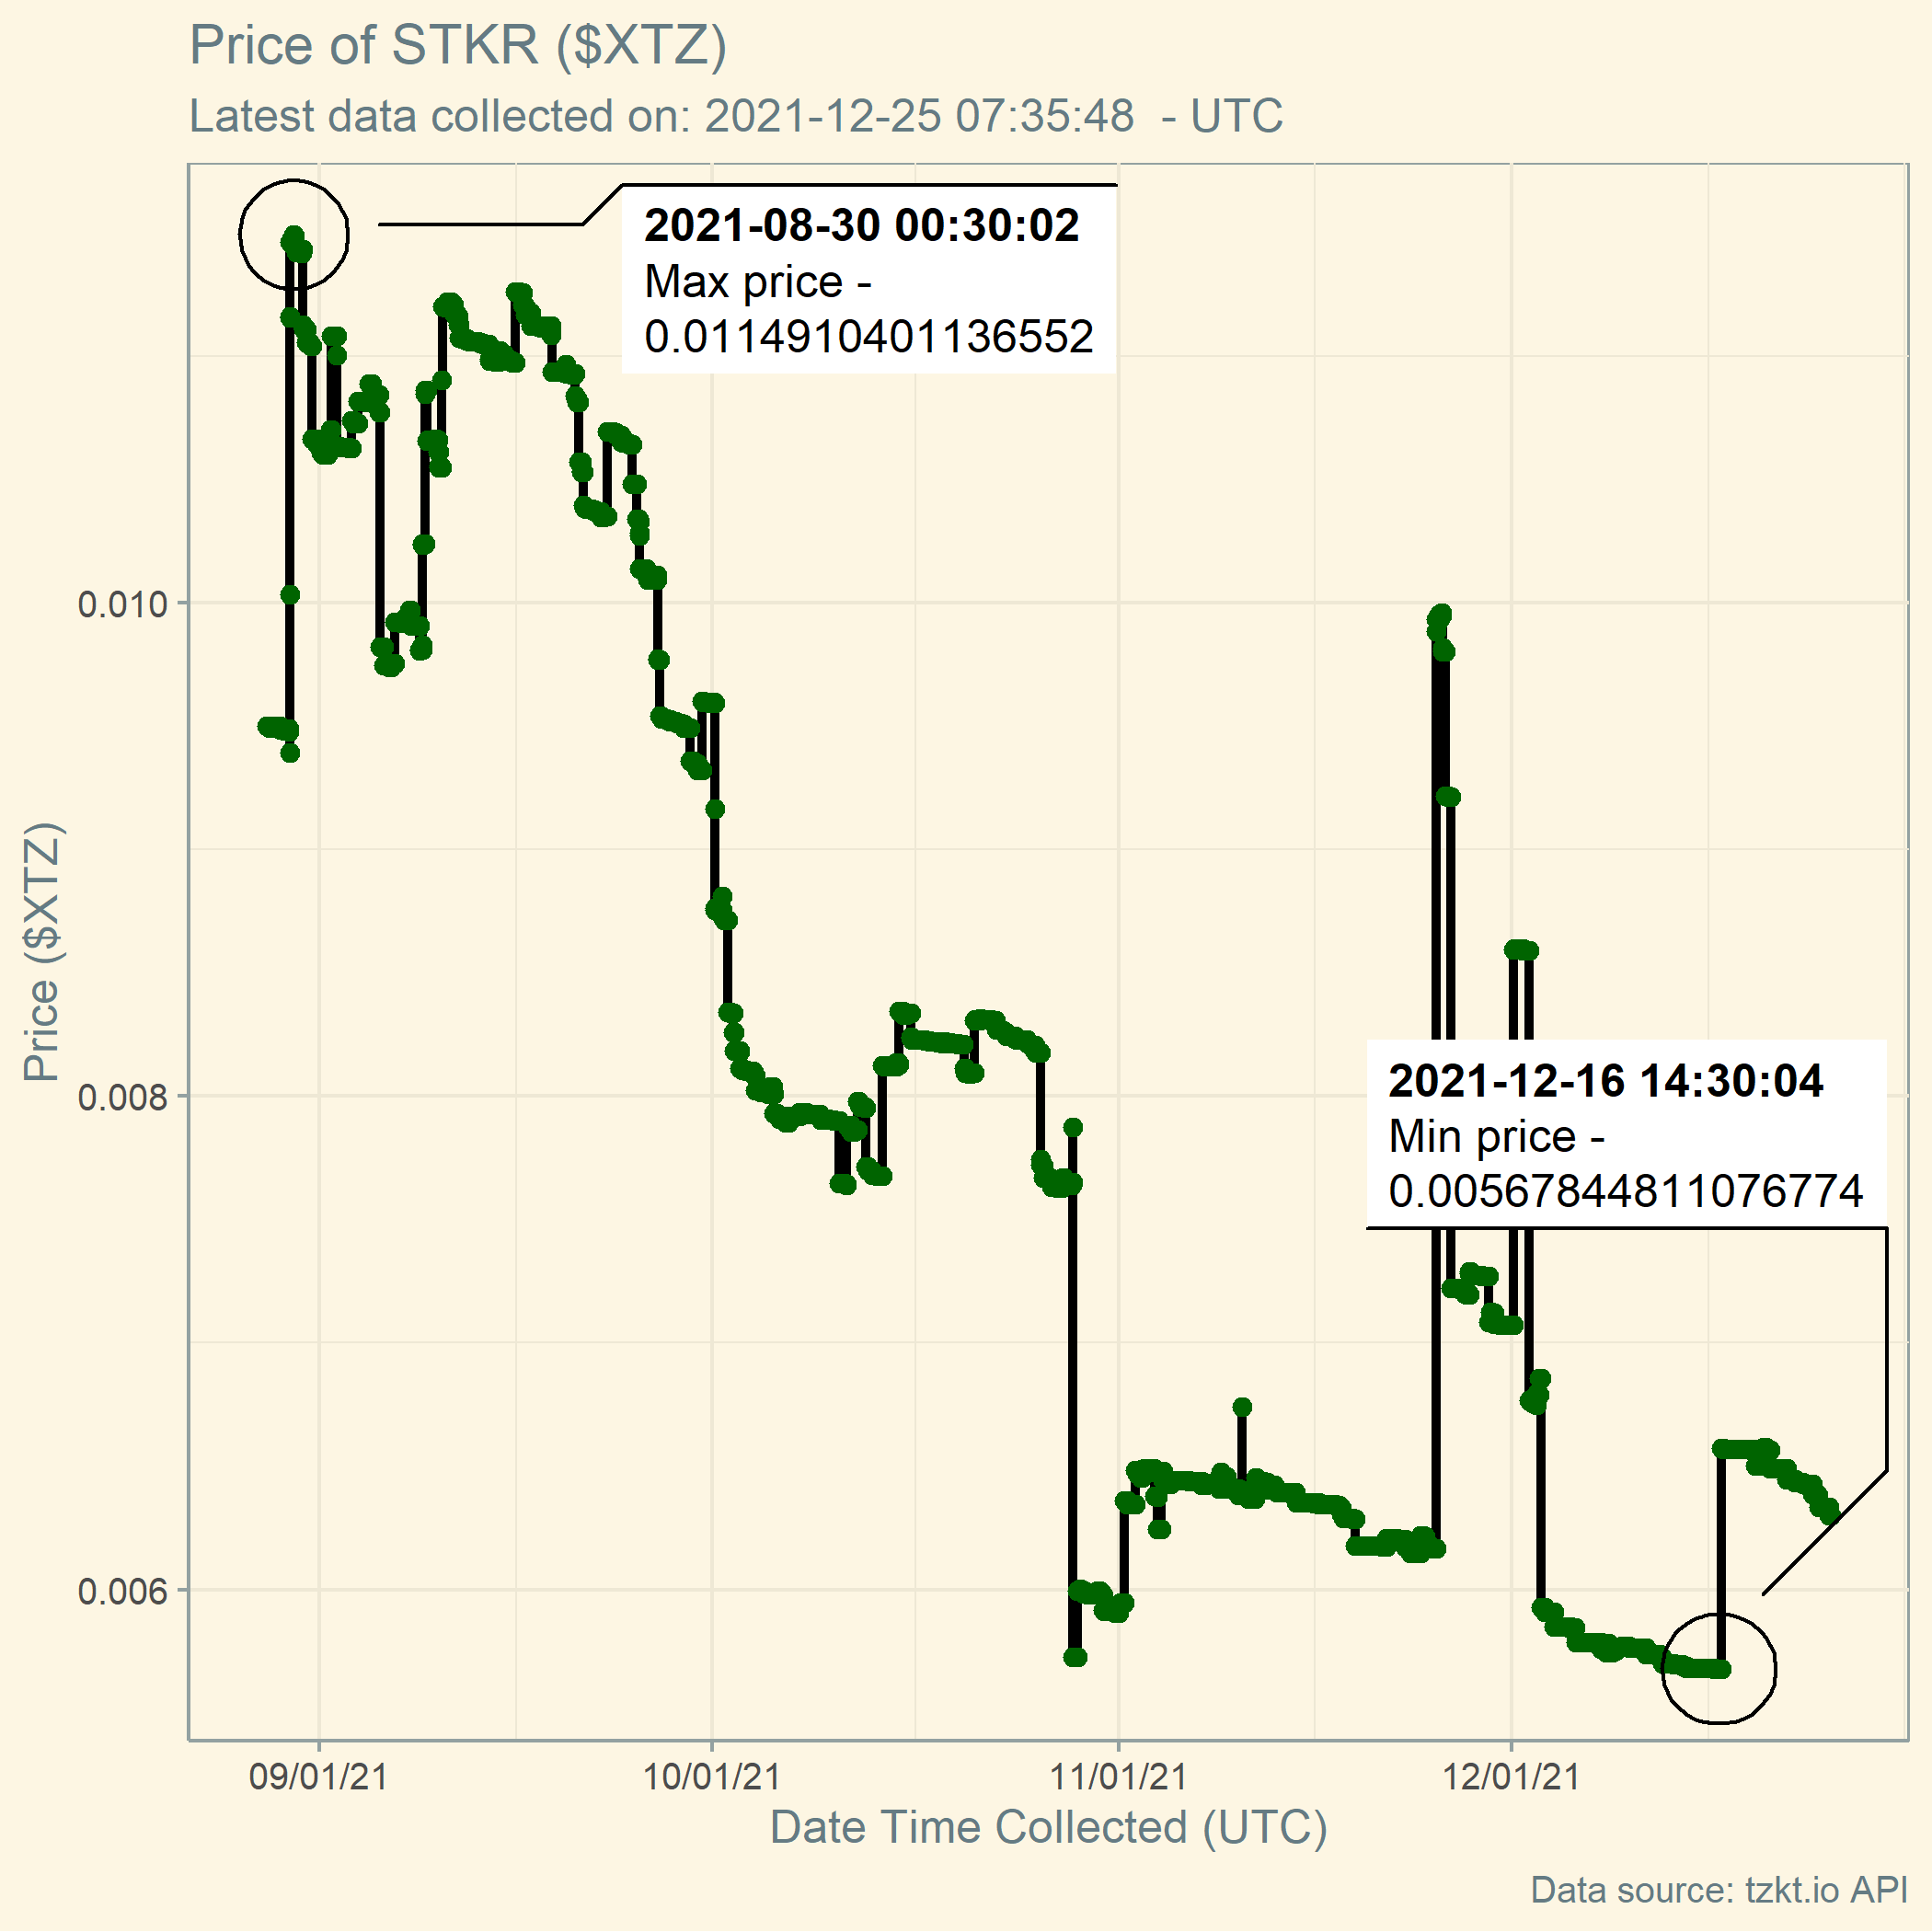 Price of STKR ($XTZ)
Latest data collected on: 2021-12-25 07:35:48  - UTC
2021-08-30 00:30:02
Max price -
0.0114910401136552
0.010
0.008
0.006
Price ($XTZ)
2021-12-16 14:30:04
Min price -
0.00567844811076774
09/01/21
10/01/21
11/01/21
12/01/21
Date Time Collected (UTC)
Data source: tzkt.io API